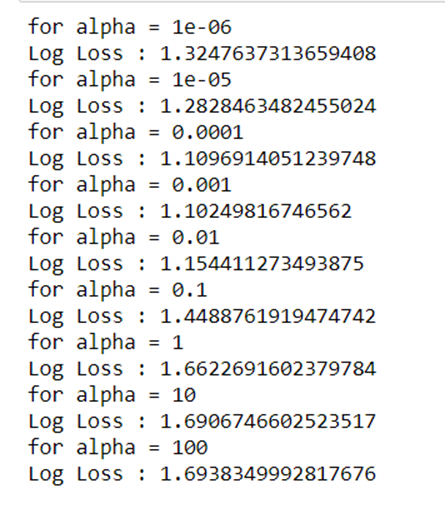 for alpha = 1e-06
Log Loss : 1.3247637313659408
for alpha = 1e-05
Log Loss : 1.2828463482455024
for alpha = 0.0001
Log Loss : 1.1096914051239748
for alpha = 0.001
Log Loss : 1.10249816746562
for alpha = 0.01
Log Loss : 1.154411273493875
for alpha = 0.1
Log Loss : 1.4488761919474742
for alpha = 1
Log Loss : 1.6622691602379784
for alpha = 10
Log Loss : 1.6906746602523517
for alpha = 100
Log Loss : 1.6938349992817676